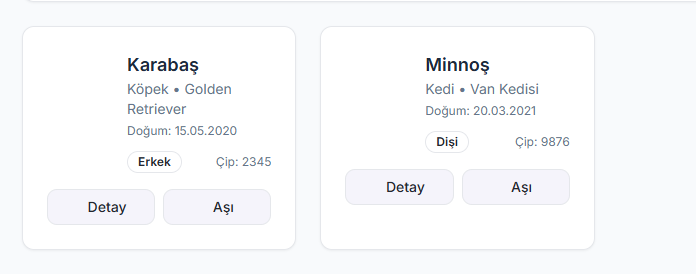 Karabaş
Köpek • Golden
Retriever
Doğum: 15.05.2020
Erkek Çip: 2345
Detay Aşı
Minnoş
Kedi • Van Kedisi
Doğum: 20.03.2021
Dişi Çip: 9876
Detay Aşı